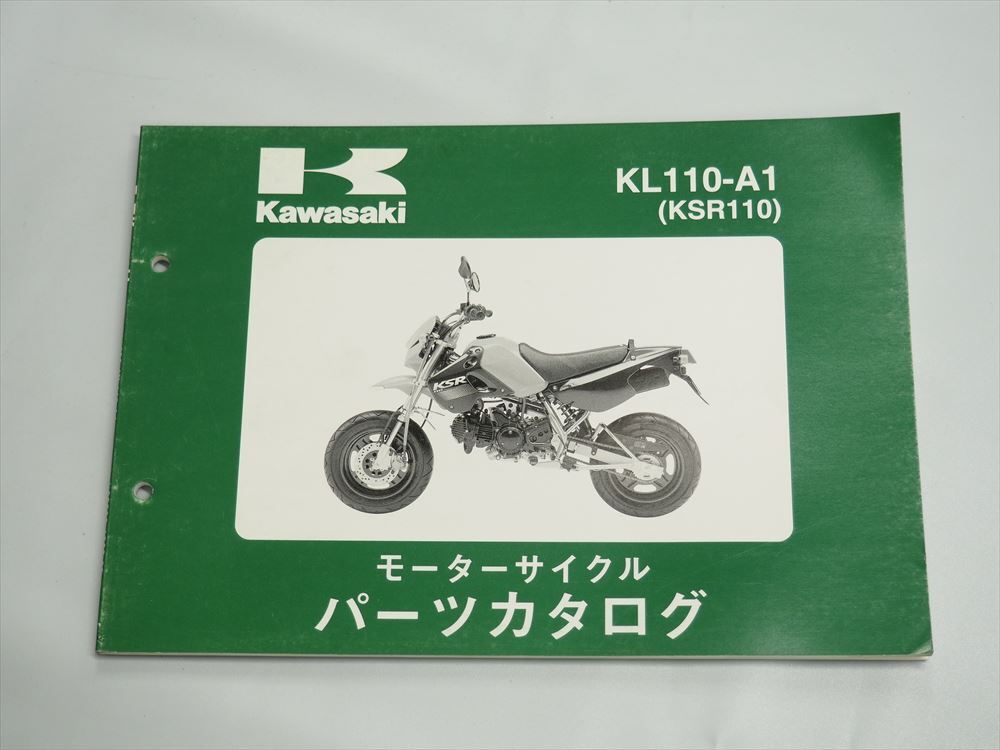 Kawasaki
KL110-A1
(KSR110)
KSR
モーターサイクル
パーツカタログ